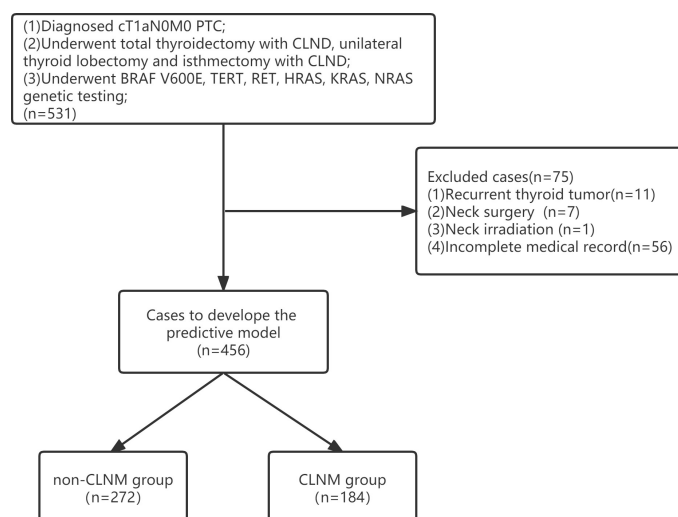 (1)Diagnosed cT1aN0M0 PTC;
(2)Underwent total thyroidectomy with CLND, unilateral
thyroid lobectomy and isthmectomy with CLND;
(3)Underwent BRAF V600E, TERT, RET, HRAS, KRAS, NRAS
genetic testing;
(n=531)
Excluded cases(n=75)
(1)Recurrent thyroid tumor(n=11)
(2)Neck surgery (n=7)
(3)Neck irradiation (n=1)
(4)Incomplete medical record(n=56)
Cases to develope the
predictive model
(n=456)
non-CLNM group
(n=272)
CLNM group
(n=184)